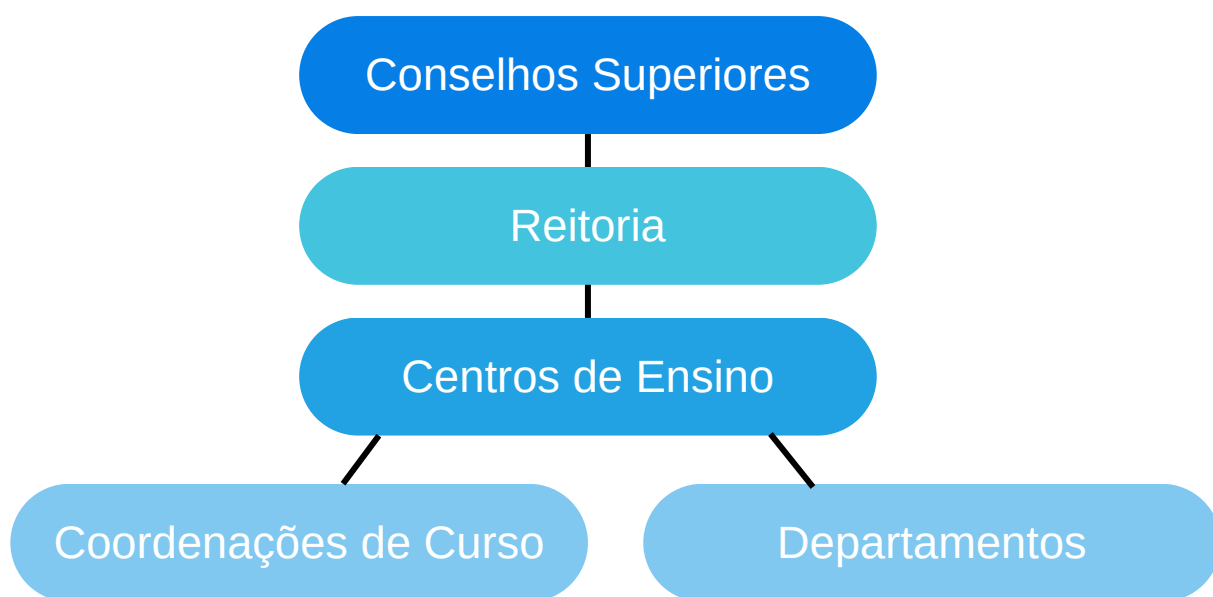 Conselhos Superiores
Reitoria
Centros de Ensino
Coordenações de Curso
Departamentos